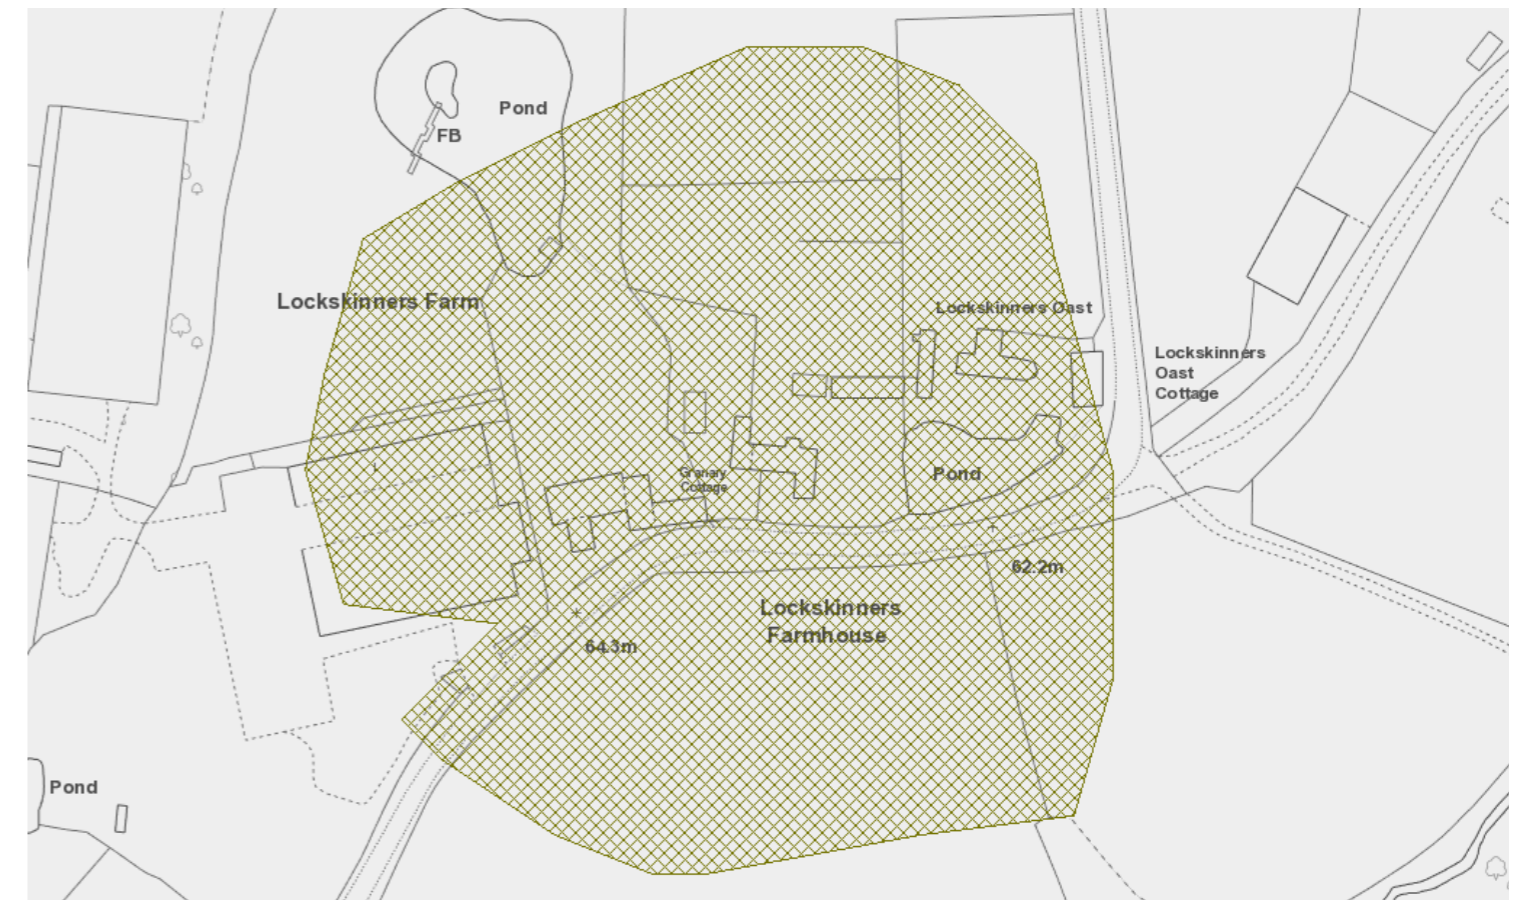 Pond
FB
Lockskinners Farm
Lockskinners Oast
Lockskinners
Oast
Cottage
Granary
Cottage
Pond
62.2m
Lockskinners
Farmhouse
64.3m
Pond